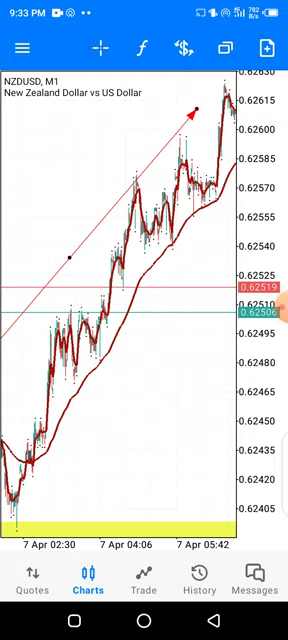 9:33 PM
4G
782
B/s
NZDUSD, M1
New Zealand Dollar vs US Dollar
0.62630
0.62615
0.62600
0.62585
0.62570
0.62555
0.62540
0.62525
0.62519
0.62510
0.62506
0.62495
0.62480
0.62465
0.62450
0.62435
0.62420
0.62405
7 Apr 02:30
7 Apr 04:06
7 Apr 05:42
Quotes
Charts
Trade
History
Messages